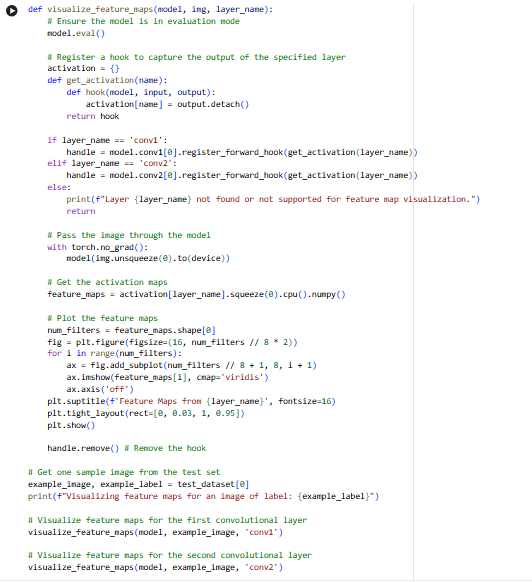 def visualize_feature_maps(model, img, layer_name):
    # Ensure the model is in evaluation mode
    model.eval()

    # Register a hook to capture the output of the specified layer
    activation = {}
    def get_activation(name):
        def hook(model, input, output):
            activation[name] = output.detach()
        return hook

    if layer_name == 'conv1':
        handle = model.conv1[0].register_forward_hook(get_activation(layer_name))
    elif layer_name == 'conv2':
        handle = model.conv2[0].register_forward_hook(get_activation(layer_name))
    else:
        print(f"Layer {layer_name} not found or not supported for feature map visualization.")
        return

    # Pass the image through the model
    with torch.no_grad():
        model(img.unsqueeze(0).to(device))

    # Get the activation maps
    feature_maps = activation[layer_name].squeeze(0).cpu().numpy()

    # Plot the feature maps
    num_filters = feature_maps.shape[0]
    fig = plt.figure(figsize=(16, num_filters // 8 * 2))
    for i in range(num_filters):
        ax = fig.add_subplot(num_filters // 8 + 1, 8, i + 1)
        ax.imshow(feature_maps[i], cmap='viridis')
        ax.axis('off')
    plt.suptitle(f'Feature Maps from {layer_name}', fontsize=16)
    plt.tight_layout(rect=[0, 0.03, 1, 0.95])
    plt.show()

    handle.remove() # Remove the hook

# Get one sample image from the test set
example_image, example_label = test_dataset[0]
print(f"Visualizing feature maps for an image of label: {example_label}")

# Visualize feature maps for the first convolutional layer
visualize_feature_maps(model, example_image, 'conv1')

# Visualize feature maps for the second convolutional layer
visualize_feature_maps(model, example_image, 'conv2')